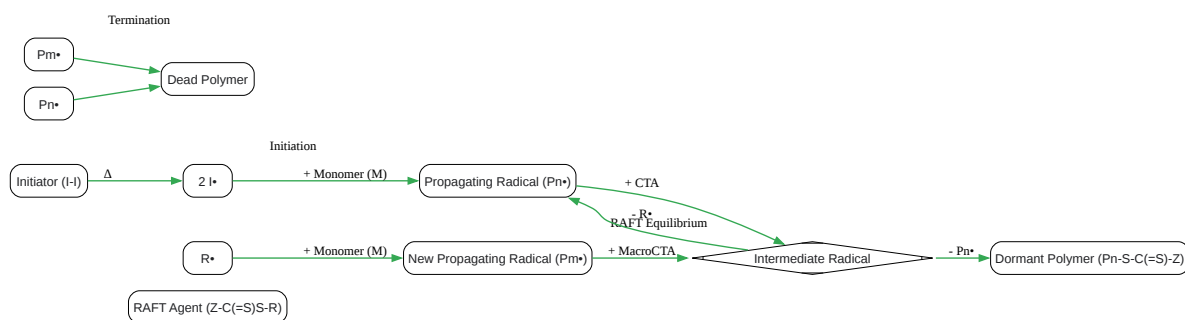 Termination
Pm•
Dead Polymer
Pn•
Initiation
Initiator (I-I)
Δ
2 I•
+ Monomer (M)
Propagating Radical (Pn•)
+ CTA
- R•
RAFT Equilibrium
R•
+ Monomer (M)
New Propagating Radical (Pm•)
+ MacroCTA
Intermediate Radical
- Pn•
Dormant Polymer (Pn-S-C(=S)-Z)
RAFT Agent (Z-C(=S)S-R)